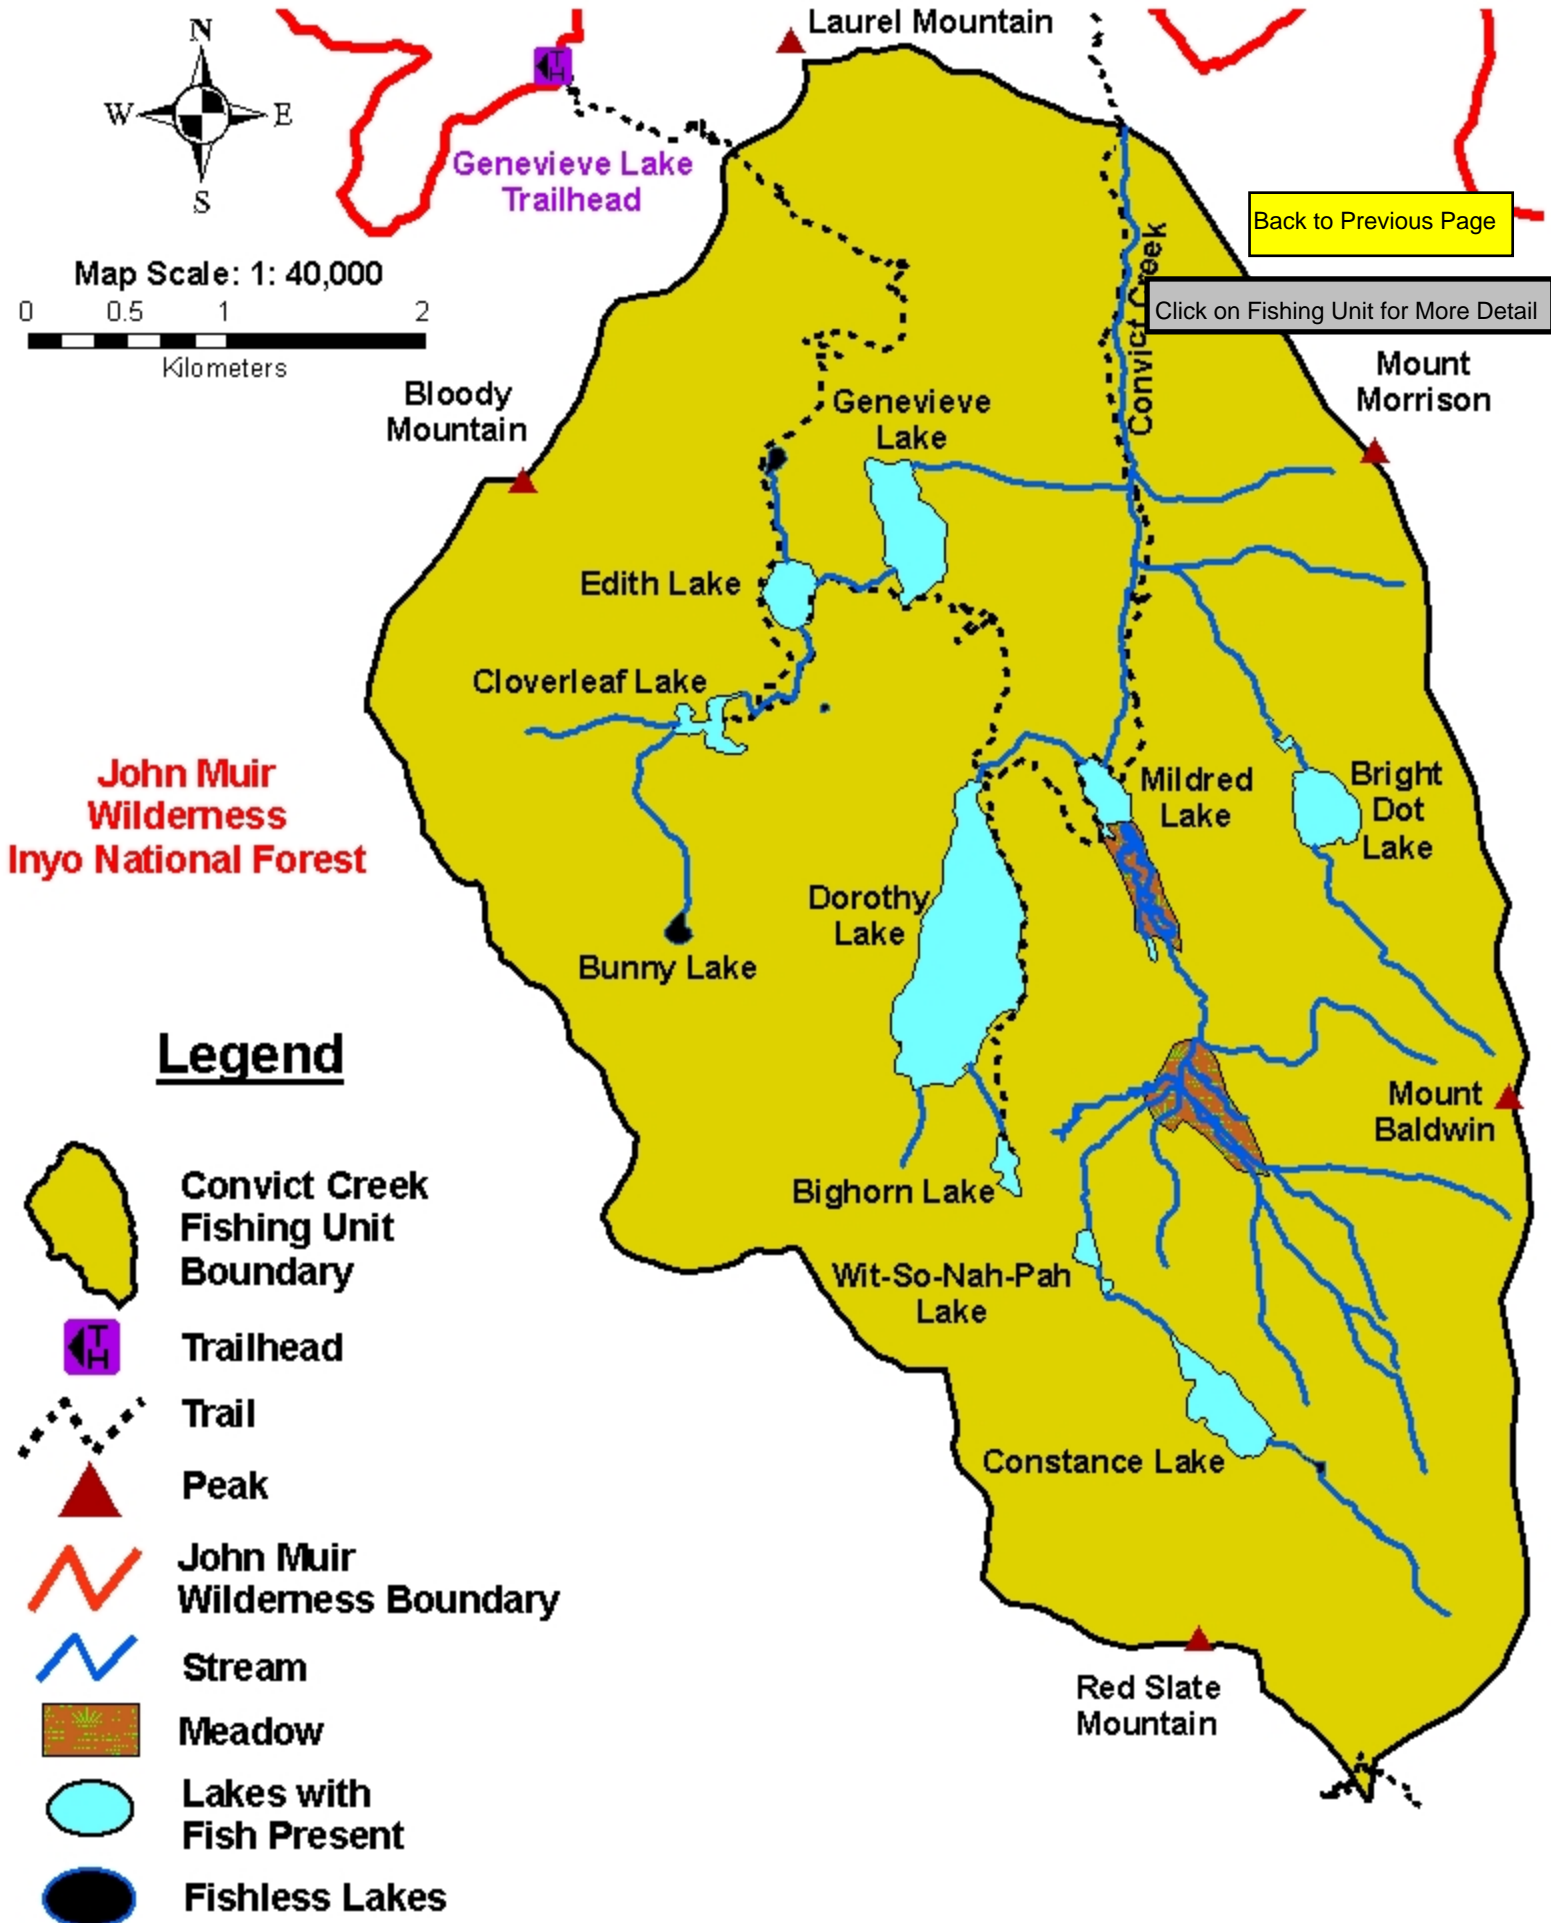 Laurel Mountain
N
W
E
S
T
H
Genevieve Lake
Trailhead
Back to Previous Page
Map Scale: 1: 40,000
0
0.5
1
2
Kilometers
Convict Creek
Click on Fishing Unit for More Detail
Mount
Morrison
Bloody
Mountain
Genevieve
Lake
Edith Lake
Cloverleaf Lake
John Muir
Wilderness
Inyo National Forest
Mildred
Lake
Bright
Dot
Lake
Dorothy
Lake
Bunny Lake
Legend
Mount
Baldwin
Bighorn Lake
Convict Creek
Fishing Unit
Boundary
Wit-So-Nah-Pah
Lake
T
H
Trailhead
Trail
Constance Lake
Peak
John Muir
Wilderness Boundary
Stream
Red Slate
Mountain
Meadow
Lakes with
Fish Present
Fishless Lakes